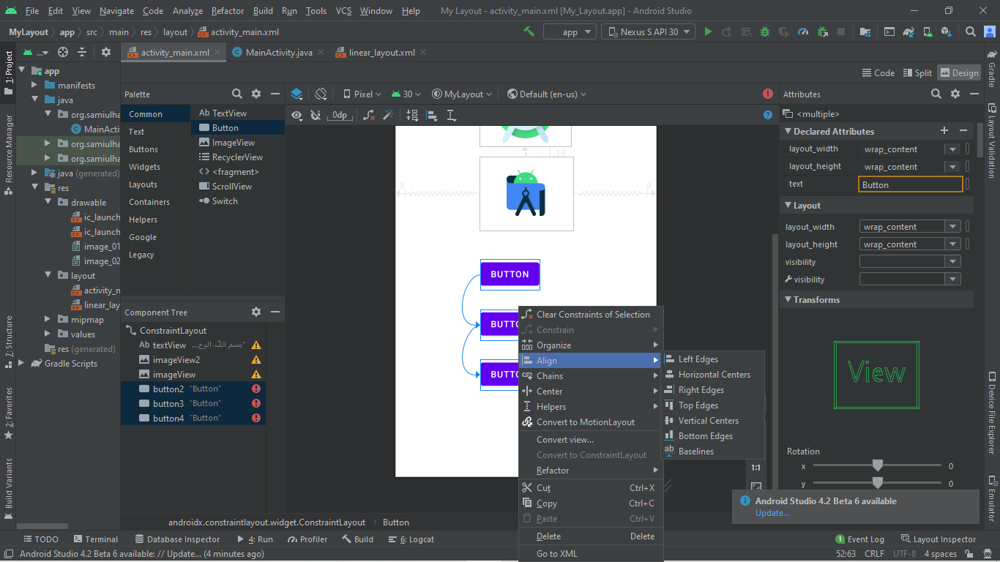 File Edit View Navigate Code Analyze Refactor Build Run Tools VCS Window Help My Layout - activity_main.xml [My_Layout.app] - Android Studio
MyLayout app src main res layout activity_main.xml app Nexus S API 30
1: Project
Resource Manager
7: Structure
2: Favorites
Build Variants
...
app
manifests
java
org.samiulha
MainActi
org.samiulha
org.samiulha
java (generated)
res
drawable
ic_launch
ic_launch
image_01
image_02
layout
activity_m
linear_lay
mipmap
values
res (generated)
Gradle Scripts
activity_main.xml MainActivity.java linear_layout.xml
Code Split Design
Palette
Common
Text
Buttons
Widgets
Layouts
Containers
Helpers
Google
Legacy
Ab TextView
Button
ImageView
RecyclerView
<fragment>
ScrollView
Switch
Component Tree
ConstraintLayout
Ab textView "بسم اللہ الرح...
imageView2
imageView
button2 "Button"
button3 "Button"
button4 "Button"
Pixel 30 MyLayout Default (en-us)
0dp
16
8 8
BUTTON
BUTTO
BUTTO
Clear Constraints of Selection
Constrain
Organize
Align
Chains
Center
Helpers
Convert to MotionLayout
Convert view...
Convert to ConstraintLayout
Refactor
Cut Ctrl+X
Copy Ctrl+C
Paste Ctrl+V
Delete Delete
Go to XML
Left Edges
Horizontal Centers
Right Edges
Top Edges
Vertical Centers
Bottom Edges
Baselines
1:1
Attributes
<multiple>
Declared Attributes
layout_width wrap_content
layout_height wrap_content
text Button
Layout
layout_width wrap_content
layout_height wrap_content
visibility
visibility
Transforms
View
Rotation
x 0
y 0
Android Studio 4.2 Beta 6 available
Update...
Gradle
Layout Validation
Device File Explorer
Emulator
androidx.constraintlayout.widget.ConstraintLayout Button
TODO Terminal Database Inspector 4: Run Profiler Build 6: Logcat 1 Event Log Layout Inspector
Android Studio 4.2 Beta 6 available: // Update... (4 minutes ago) 52:63 CRLF UTF-8 4 spaces